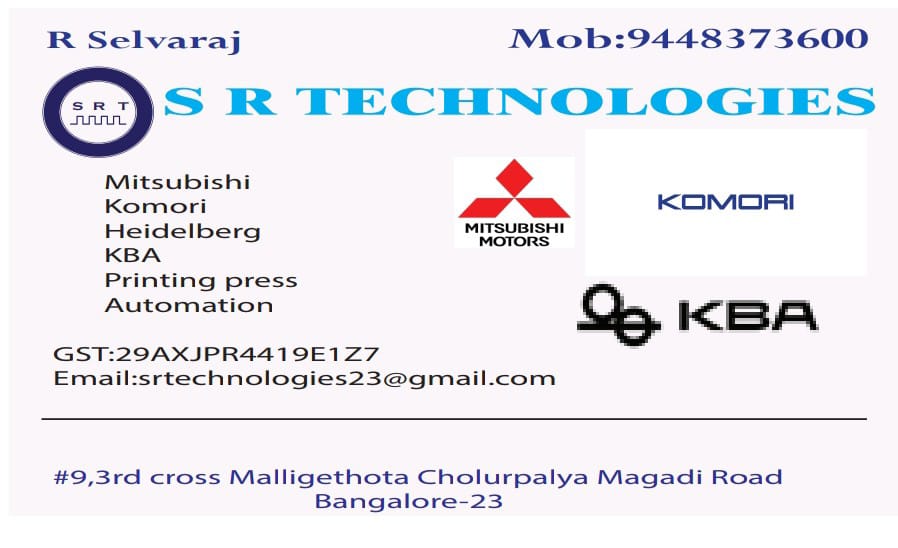 R Selvaraj
Mob:9448373600
S R T
S R TECHNOLOGIES
Mitsubishi
Komori
Heidelberg
KBA
Printing press
Automation
MITSUBISHI
MOTORS
KOMORI
KBA
GST:29AXJPR4419E1Z7
Email:srtechnologies23@gmail.com
#9,3rd cross Malligethota Cholurpalya Magadi Road
Bangalore-23